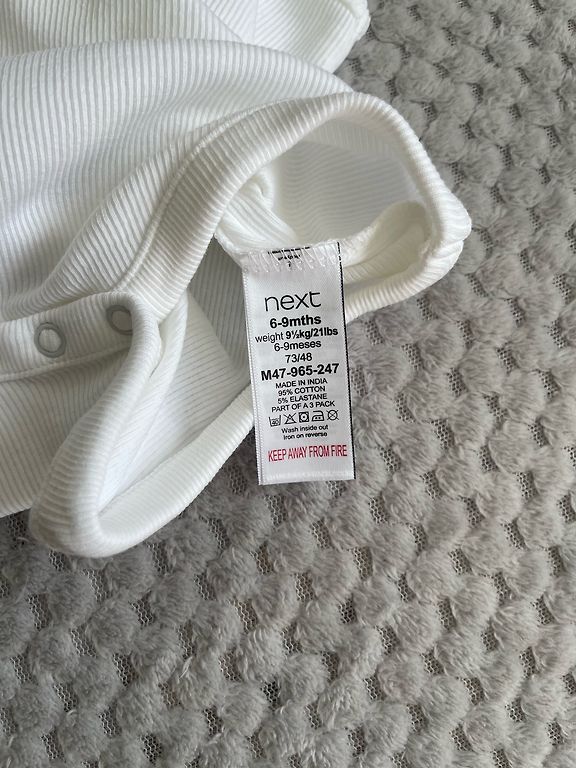 next
6-9mths
weight 9½kg/21lbs
6-9meses
73/48
M47-965-247
MADE IN INDIA
95% COTTON
5% ELASTANE
PART OF A 3 PACK
Wash inside out
Iron on reverse
KEEP AWAY FROM FIRE